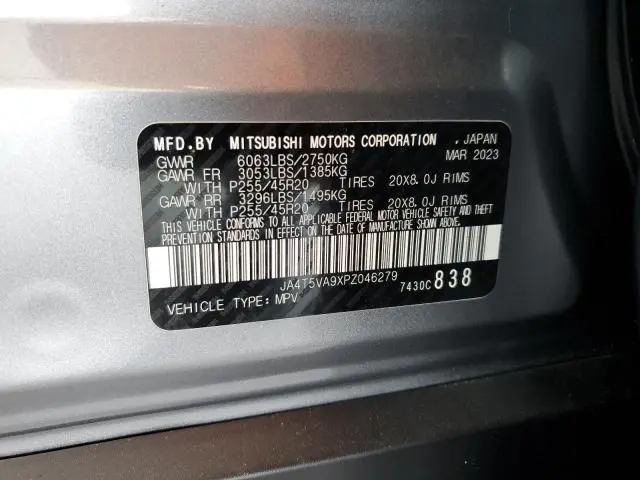 MFD.BY MITSUBISHI MOTORS CORPORATION , JAPAN
GVWR 6063LBS/2750KG MAR 2023
GAWR FR 3053LBS/1385KG
WITH P255/45R20 TIRES 20X8.0J RIMS
GAWR RR 3296LBS/1495KG
WITH P255/45R20 TIRES 20X8.0J RIMS
THIS VEHICLE CONFORMS TO ALL APPLICABLE FEDERAL MOTOR VEHICLE SAFETY AND THEFT
PREVENTION STANDARDS IN EFFECT ON THE DATE OF MANUFACTURE SHOWN ABOVE.
JA4T5VA9XPZ046279 7430C 838
VEHICLE TYPE: MPV